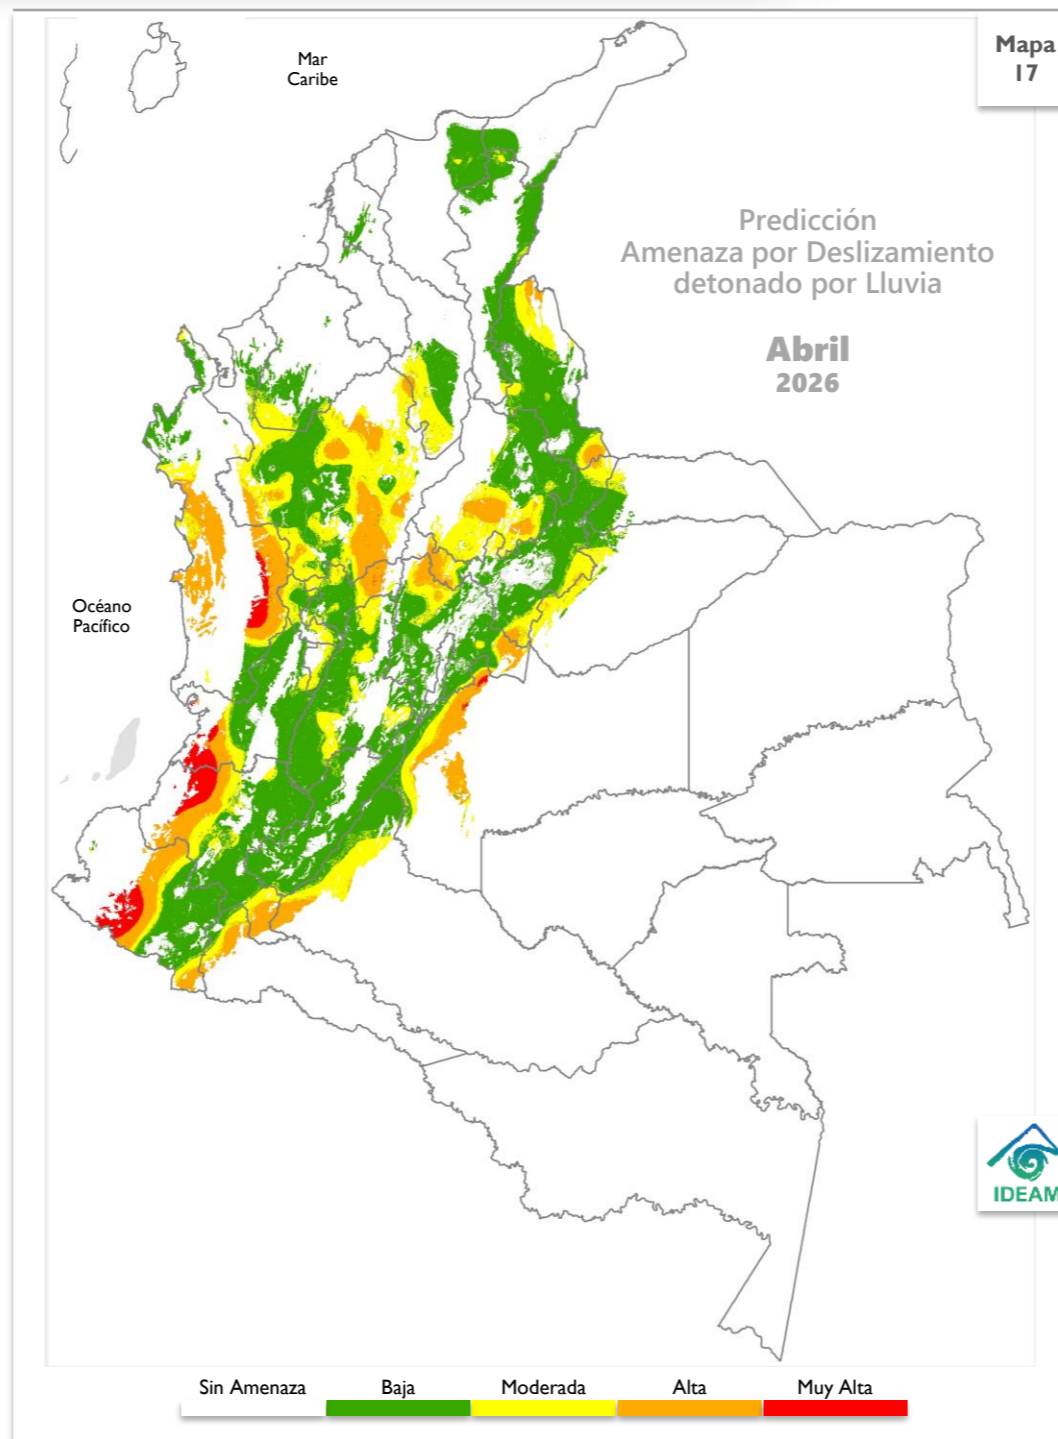 Mar
Caribe
Mapa
17
Predicción
Amenaza por Deslizamiento
detonado por Lluvia
Abril
2026
Océano
Pacífico
IDEAM
Sin Amenaza
Baja
Moderada
Alta
Muy Alta